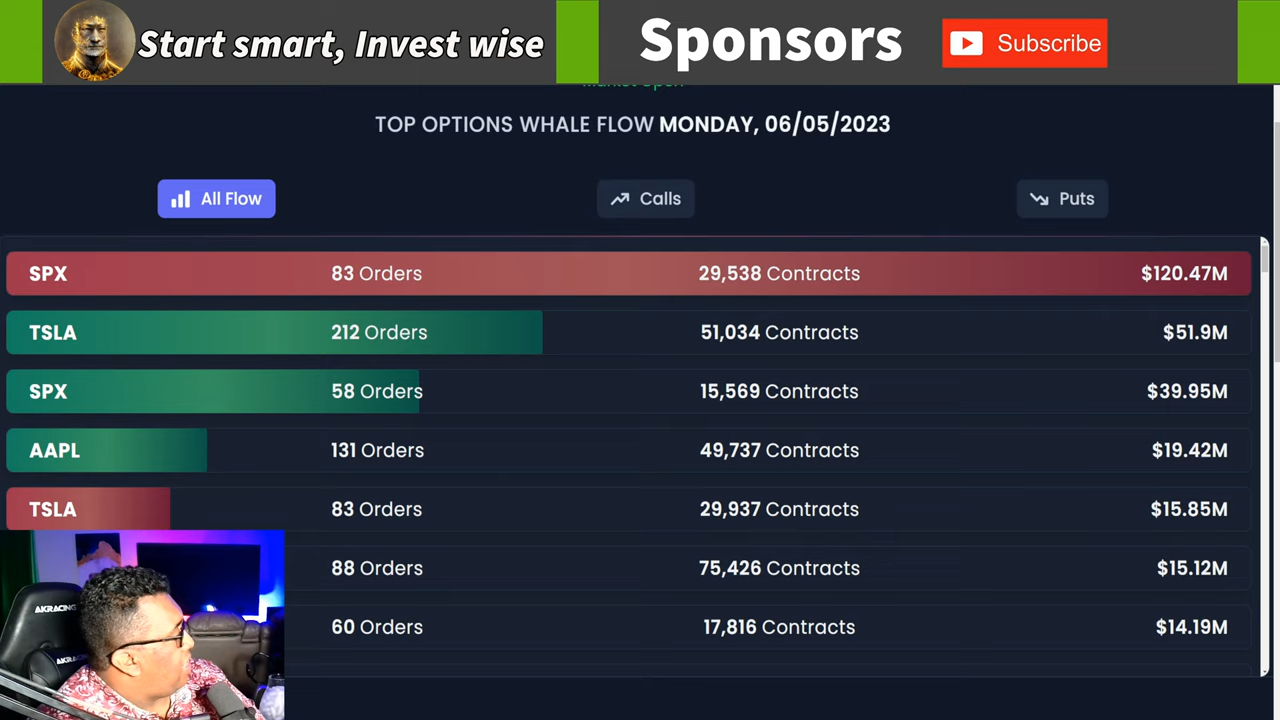 Start smart, Invest wise
Sponsors
Subscribe
Market Open
TOP OPTIONS WHALE FLOW MONDAY, 06/05/2023
All Flow
Calls
Puts
SPX 83 Orders 29,538 Contracts $120.47M
TSLA 212 Orders 51,034 Contracts $51.9M
SPX 58 Orders 15,569 Contracts $39.95M
AAPL 131 Orders 49,737 Contracts $19.42M
TSLA 83 Orders 29,937 Contracts $15.85M
88 Orders 75,426 Contracts $15.12M
60 Orders 17,816 Contracts $14.19M
AKRACING